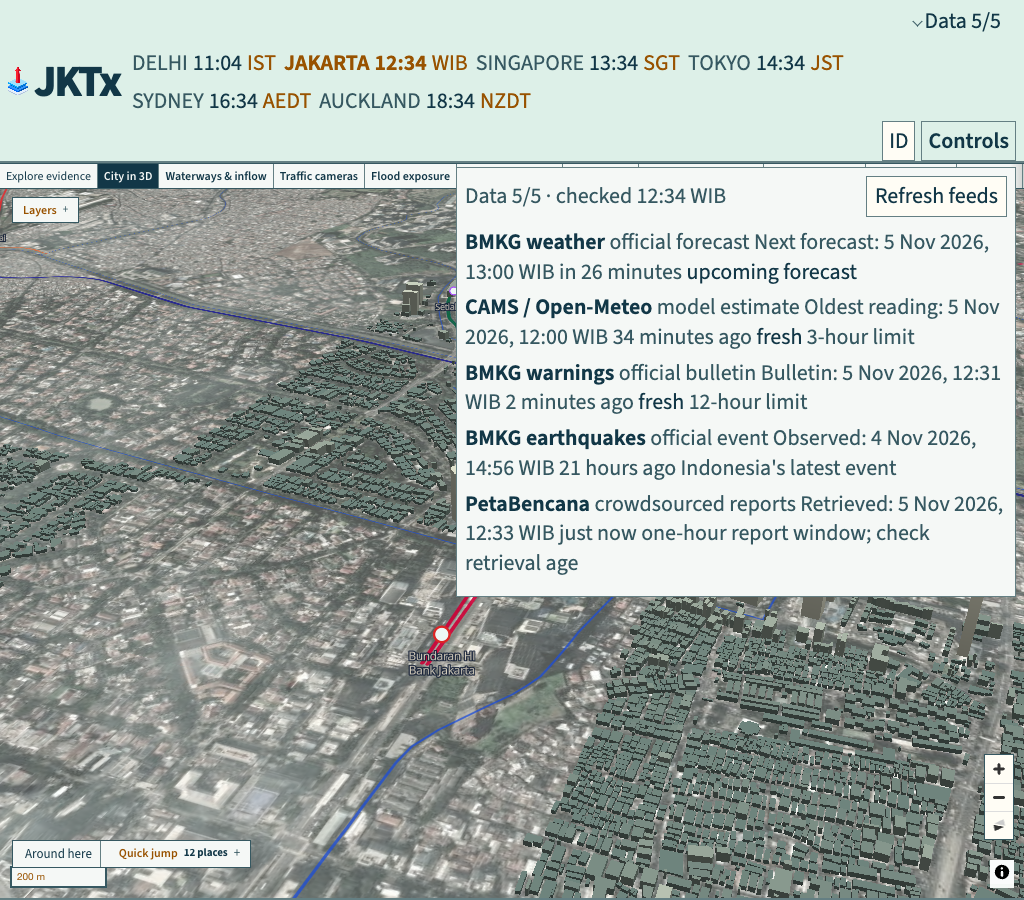 Data 5/5
JKTx
DELHI 11:04 IST JAKARTA 12:34 WIB SINGAPORE 13:34 SGT TOKYO 14:34 JST
SYDNEY 16:34 AEDT AUCKLAND 18:34 NZDT
ID Controls
Explore evidence City in 3D Waterways & inflow Traffic cameras Flood exposure
Layers +
Data 5/5 · checked 12:34 WIB Refresh feeds
BMKG weather official forecast Next forecast: 5 Nov 2026,
13:00 WIB in 26 minutes upcoming forecast
CAMS / Open-Meteo model estimate Oldest reading: 5 Nov
2026, 12:00 WIB 34 minutes ago fresh 3-hour limit
BMKG warnings official bulletin Bulletin: 5 Nov 2026, 12:31
WIB 2 minutes ago fresh 12-hour limit
BMKG earthquakes official event Observed: 4 Nov 2026,
14:56 WIB 21 hours ago Indonesia's latest event
PetaBencana crowdsourced reports Retrieved: 5 Nov 2026,
12:33 WIB just now one-hour report window; check
retrieval age
Bundaran HI
Bank Jakarta
+
−
Around here Quick jump 12 places +
200 m